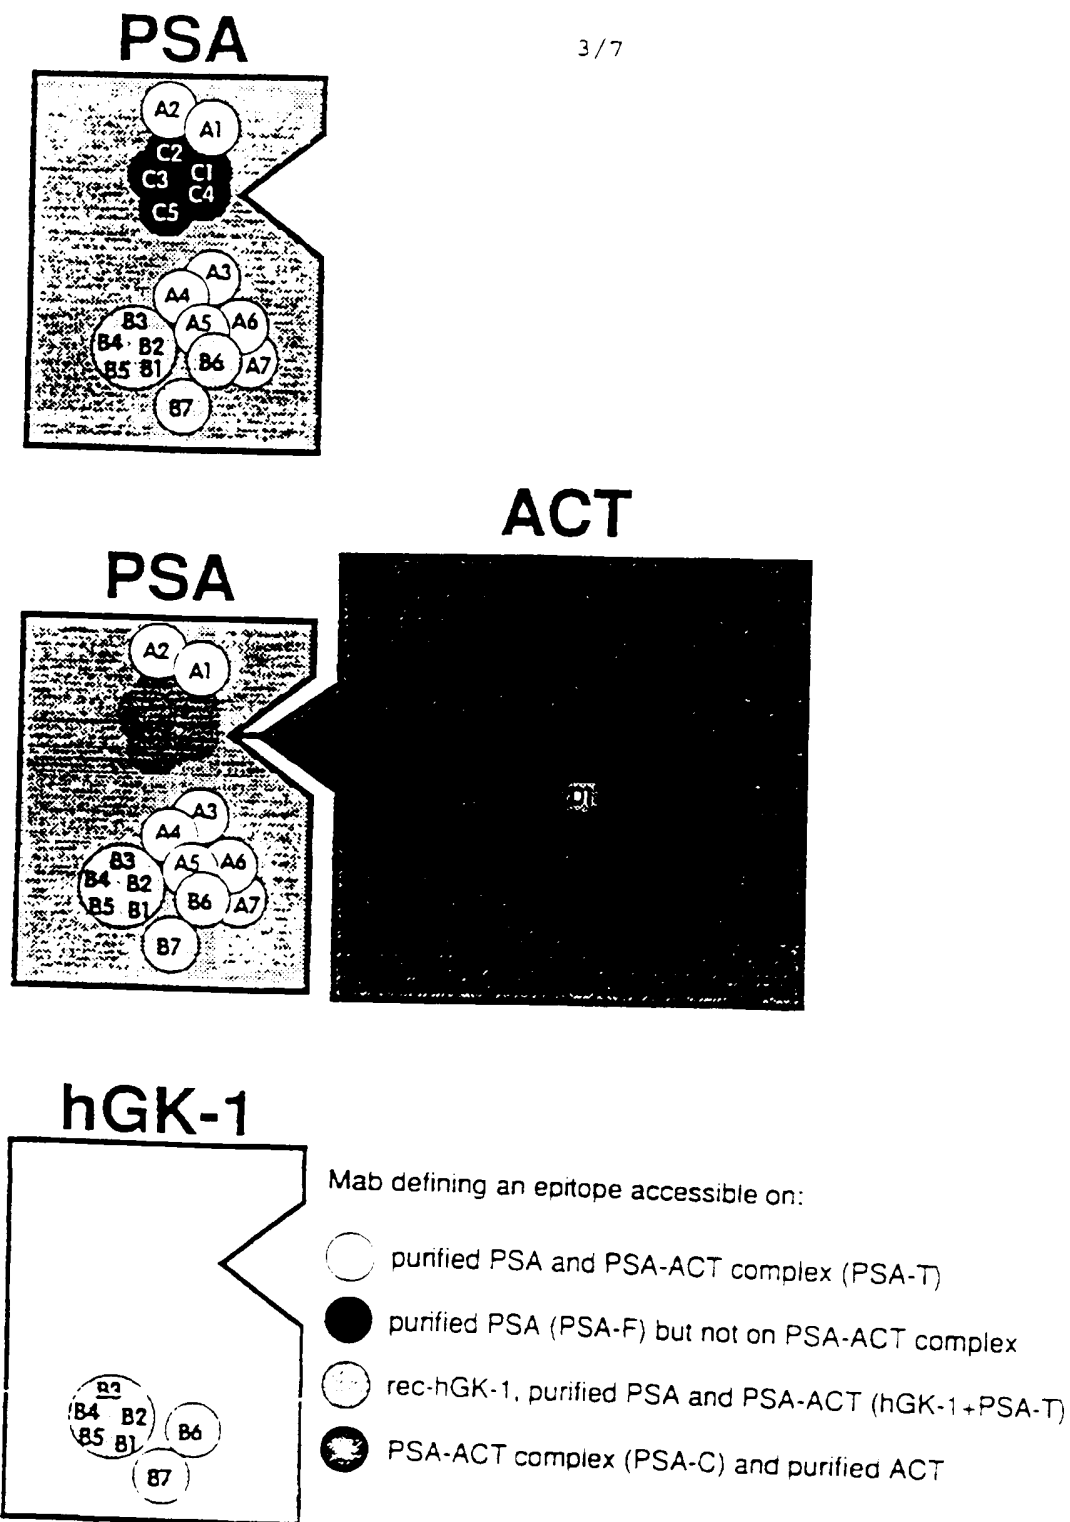 PSA
3/7
A2
A1
C2
C1
C3
C4
C5
A3
A4
A5 A6
B3
B4 B2
B5 B1
B6 A7
B7
ACT
PSA
A2
A1
A3
A4
A5 A6
B3
B4 B2
B5 B1
B6 A7
B7
hGK-1
Mab defining an epitope accessible on:
purified PSA and PSA-ACT complex (PSA-T)
purified PSA (PSA-F) but not on PSA-ACT complex
rec-hGK-1, purified PSA and PSA-ACT (hGK-1+PSA-T)
PSA-ACT complex (PSA-C) and purified ACT
B3
B4 B2
B5 B1
B6
B7